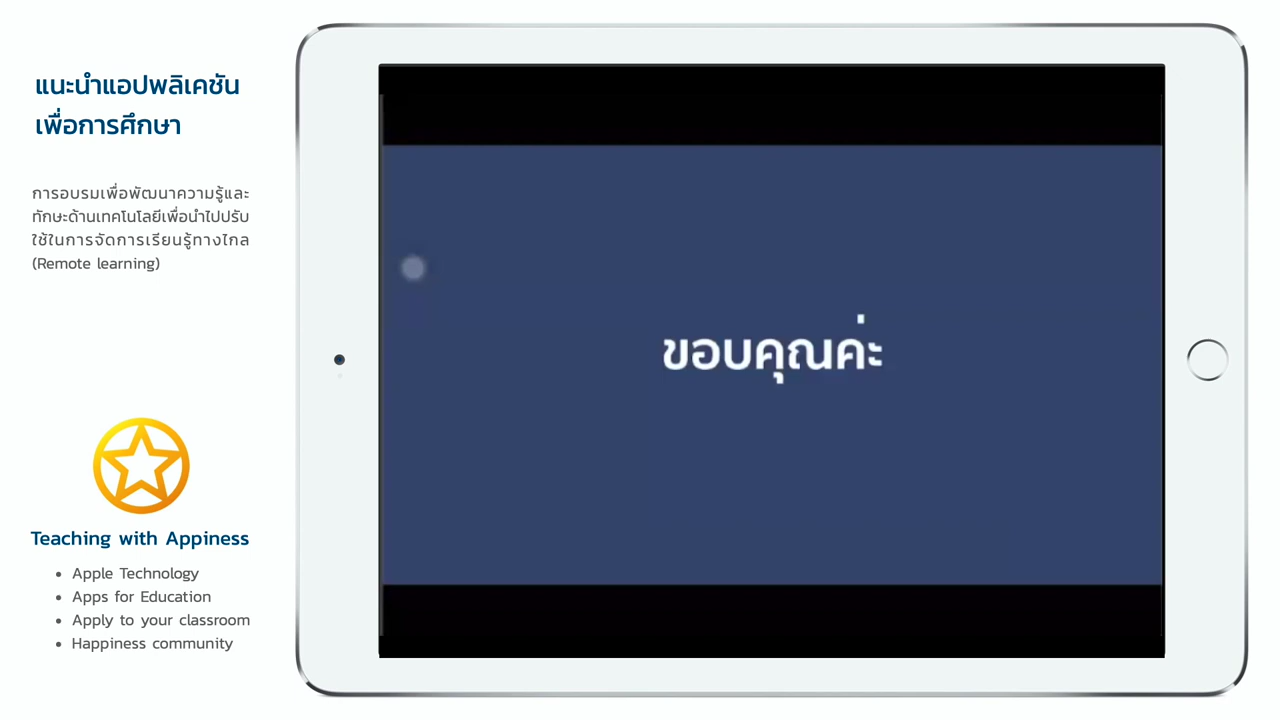 แนะนำแอปพลิเคชัน
เพื่อการศึกษา
การอบรมเพื่อพัฒนาความรู้และ
ทักษะด้านเทคโนโลยีเพื่อนำไปปรับ
ใช้ในการจัดการเรียนรู้ทางไกล
(Remote learning)
ขอบคุณค่ะ
Teaching with Appiness
Apple Technology
Apps for Education
Apply to your classroom
Happiness community